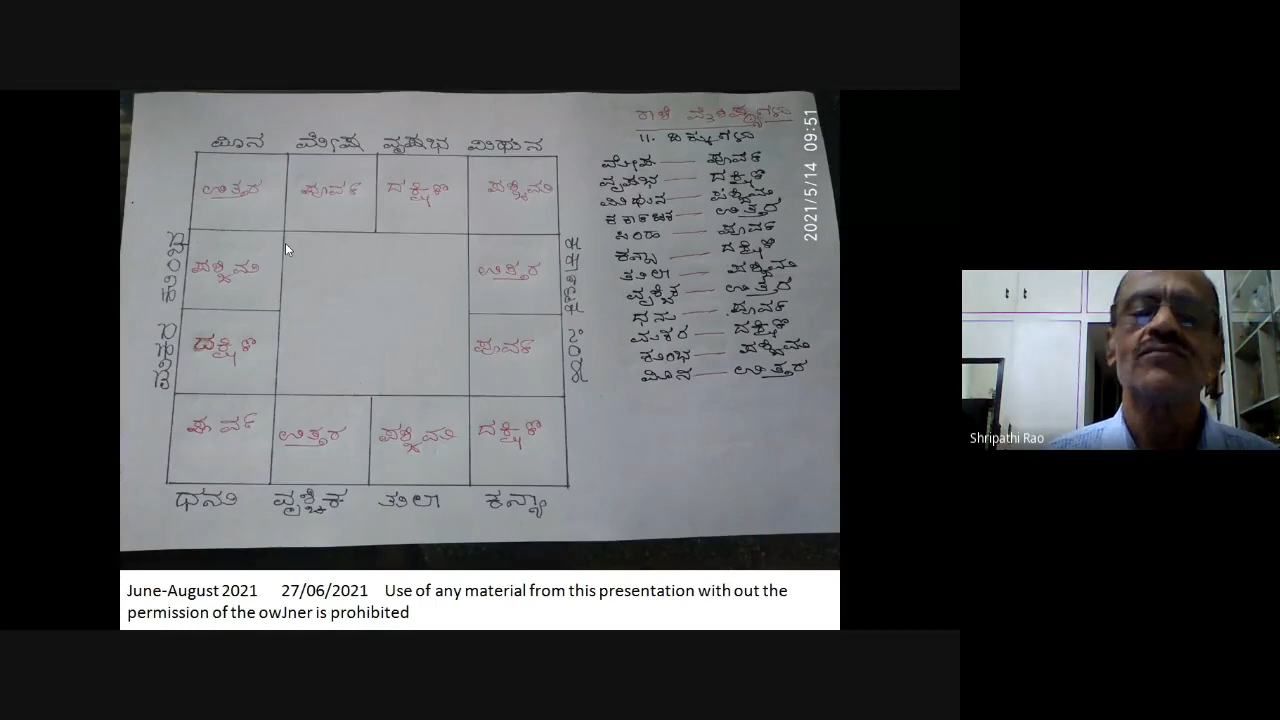 ರಾಶಿ
11. ದಿಕ್ಕುಗಳು
ಮೀನ ಮೇಷ ವೃಷಭ ಮಿಥುನ
ಉತ್ತರ ಪೂರ್ವ ದಕ್ಷಿಣ ಪಶ್ಚಿಮ
ಕುಂಭ ಪಶ್ಚಿಮ ಉತ್ತರ ಕರ್ಕಾಟಕ
ಮಕರ ದಕ್ಷಿಣ ಪೂರ್ವ ಸಿಂಹ
ಪೂರ್ವ ಉತ್ತರ ಪಶ್ಚಿಮ ದಕ್ಷಿಣ
ಧನು ವೃಶ್ಚಿಕ ತುಲಾ ಕನ್ಯಾ
ಮೇಷ — ಪೂರ್ವ
ವೃಷಭ — ದಕ್ಷಿಣ
ಮಿಥುನ — ಪಶ್ಚಿಮ
ಕರ್ಕಾಟಕ — ಉತ್ತರ
ಸಿಂಹ — ಪೂರ್ವ
ಕನ್ಯಾ — ದಕ್ಷಿಣ
ತುಲಾ — ಪಶ್ಚಿಮ
ವೃಶ್ಚಿಕ — ಉತ್ತರ
ಧನು — ಪೂರ್ವ
ಮಕರ — ದಕ್ಷಿಣ
ಕುಂಭ — ಪಶ್ಚಿಮ
ಮೀನ — ಉತ್ತರ
2021/5/14 09:51
Shripathi Rao
June-August 2021 27/06/2021 Use of any material from this presentation with out the
permission of the owJner is prohibited